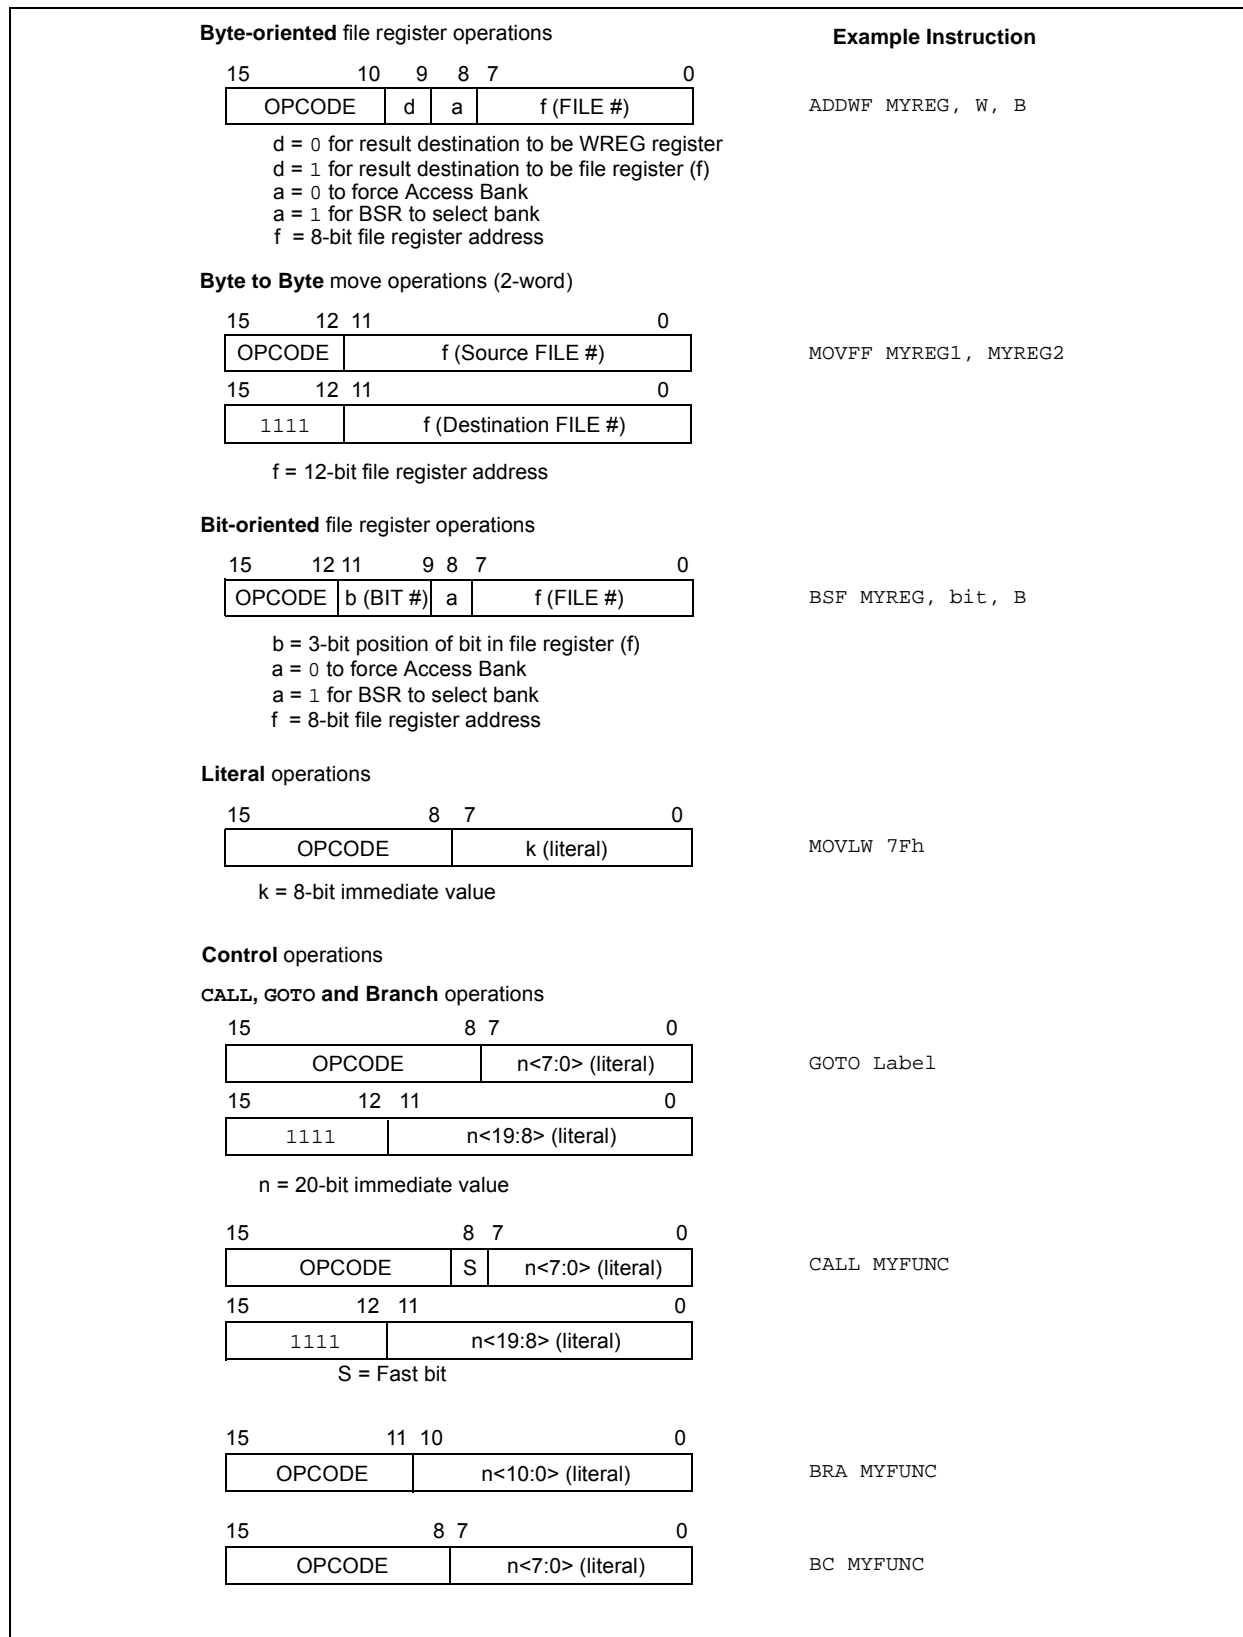 Byte-oriented file register operations
Example Instruction
15 10 9 8 7 0
OPCODE d a f (FILE #)
ADDWF MYREG, W, B
d = 0 for result destination to be WREG register
d = 1 for result destination to be file register (f)
a = 0 to force Access Bank
a = 1 for BSR to select bank
f = 8-bit file register address
Byte to Byte move operations (2-word)
15 12 11 0
OPCODE f (Source FILE #)
MOVFF MYREG1, MYREG2
15 12 11 0
1111 f (Destination FILE #)
f = 12-bit file register address
Bit-oriented file register operations
15 12 11 9 8 7 0
OPCODE b (BIT #) a f (FILE #)
BSF MYREG, bit, B
b = 3-bit position of bit in file register (f)
a = 0 to force Access Bank
a = 1 for BSR to select bank
f = 8-bit file register address
Literal operations
15 8 7 0
OPCODE k (literal)
MOVLW 7Fh
k = 8-bit immediate value
Control operations
CALL, GOTO and Branch operations
15 8 7 0
OPCODE n<7:0> (literal)
GOTO Label
15 12 11 0
1111 n<19:8> (literal)
n = 20-bit immediate value
15 8 7 0
OPCODE S n<7:0> (literal)
CALL MYFUNC
15 12 11 0
1111 n<19:8> (literal)
S = Fast bit
15 11 10 0
OPCODE n<10:0> (literal)
BRA MYFUNC
15 8 7 0
OPCODE n<7:0> (literal)
BC MYFUNC